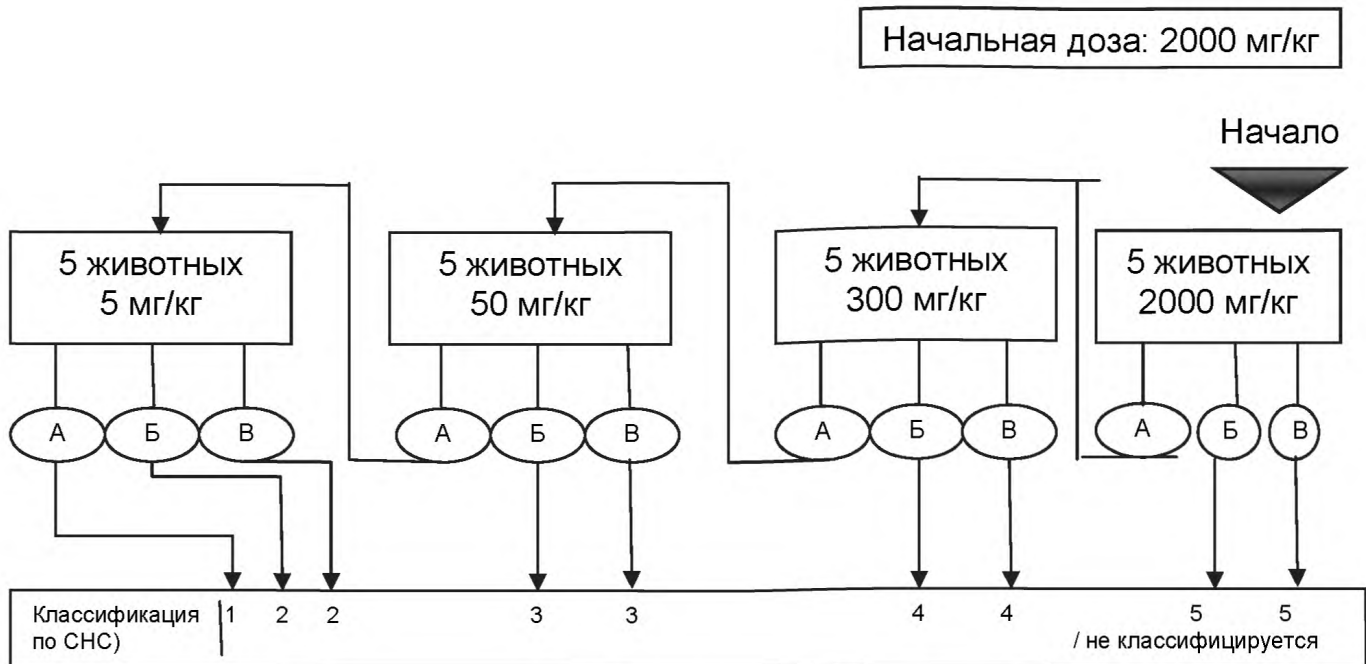 Начальная доза: 2000 мг/кг
Начало
5 животных
5 мг/кг
5 животных
50 мг/кг
5 животных
300 мг/кг
5 животных
2000 мг/кг
А Б В А Б В А Б В А Б В
Классификация 1 2 2 3 3 4 4 5 5
по СНС) / не классифицируется